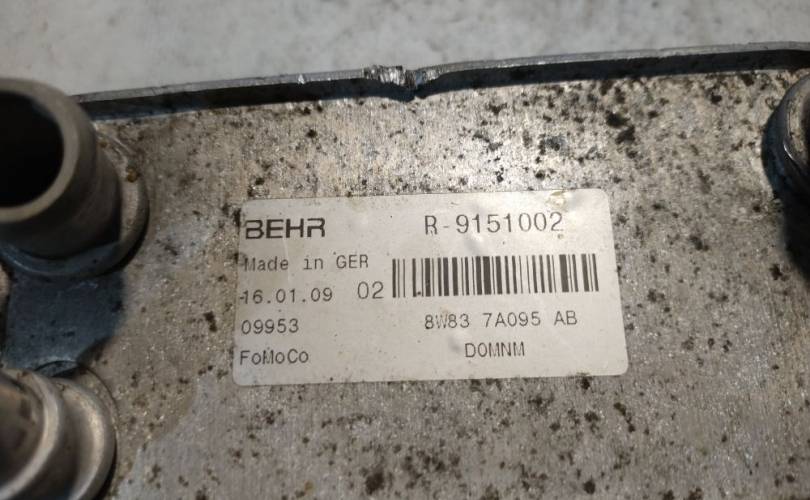 BEHR R-9151002
Made in GER
16.01.09 02
09953 8W83 7A095 AB
FoMoCo D0MNM